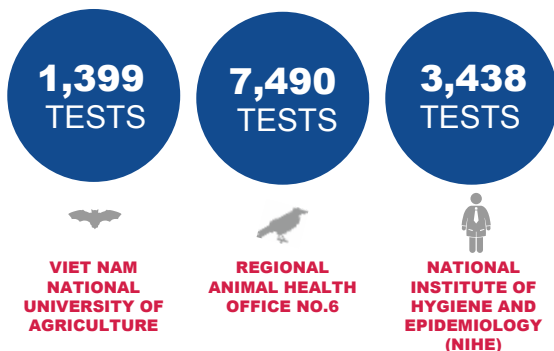 1,399
TESTS
7,490
TESTS
3,438
TESTS
VIET NAM
NATIONAL
UNIVERSITY OF
AGRICULTURE
REGIONAL
ANIMAL HEALTH
OFFICE NO.6
NATIONAL
INSTITUTE OF
HYGIENE AND
EPIDEMIOLOGY
(NIHE)